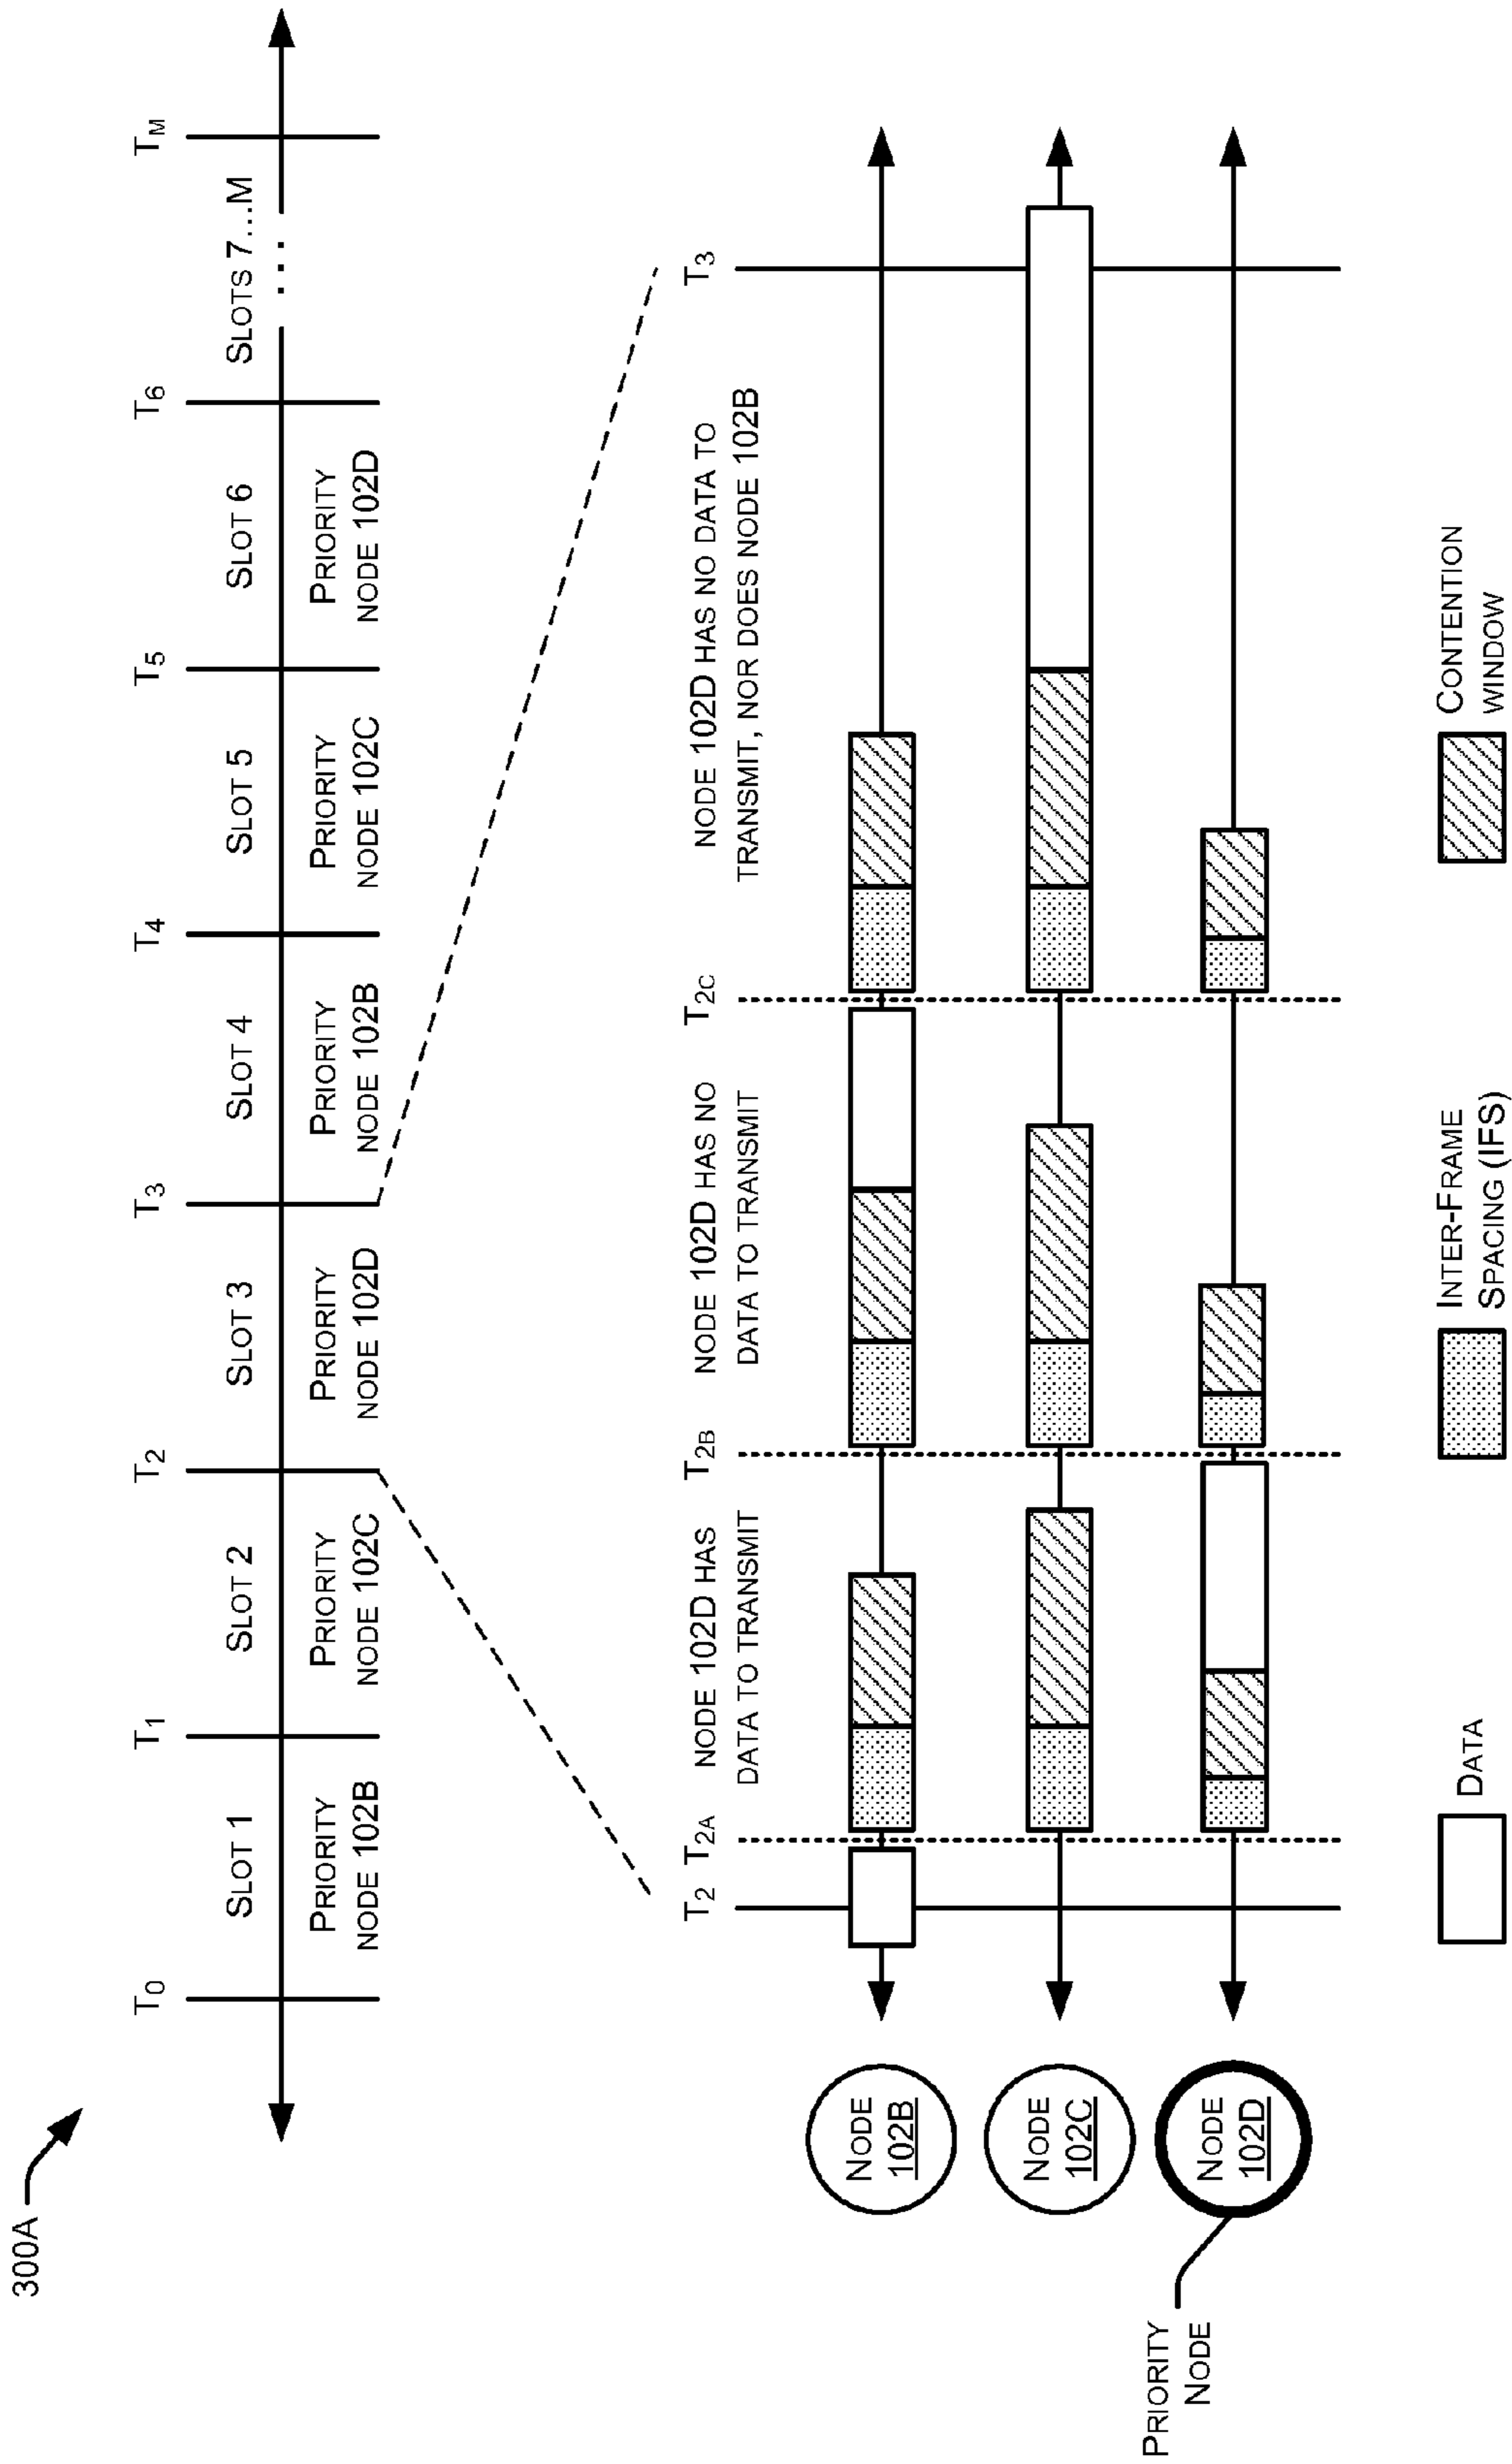 300A
T0
T1
T2
T3
T4
T5
T6
TM
SLOT 1
SLOT 2
SLOT 3
SLOT 4
SLOT 5
SLOT 6
SLOTS 7...M
PRIORITY
NODE 102B
PRIORITY
NODE 102C
PRIORITY
NODE 102D
PRIORITY
NODE 102B
PRIORITY
NODE 102C
PRIORITY
NODE 102D
T2
T2A
NODE 102D HAS
DATA TO TRANSMIT
T2B
NODE 102D HAS NO
DATA TO TRANSMIT
T2C
NODE 102D HAS NO DATA TO
TRANSMIT, NOR DOES NODE 102B
T3
NODE
102B
NODE
102C
NODE
102D
PRIORITY
NODE
DATA
INTER-FRAME
SPACING (IFS)
CONTENTION
WINDOW